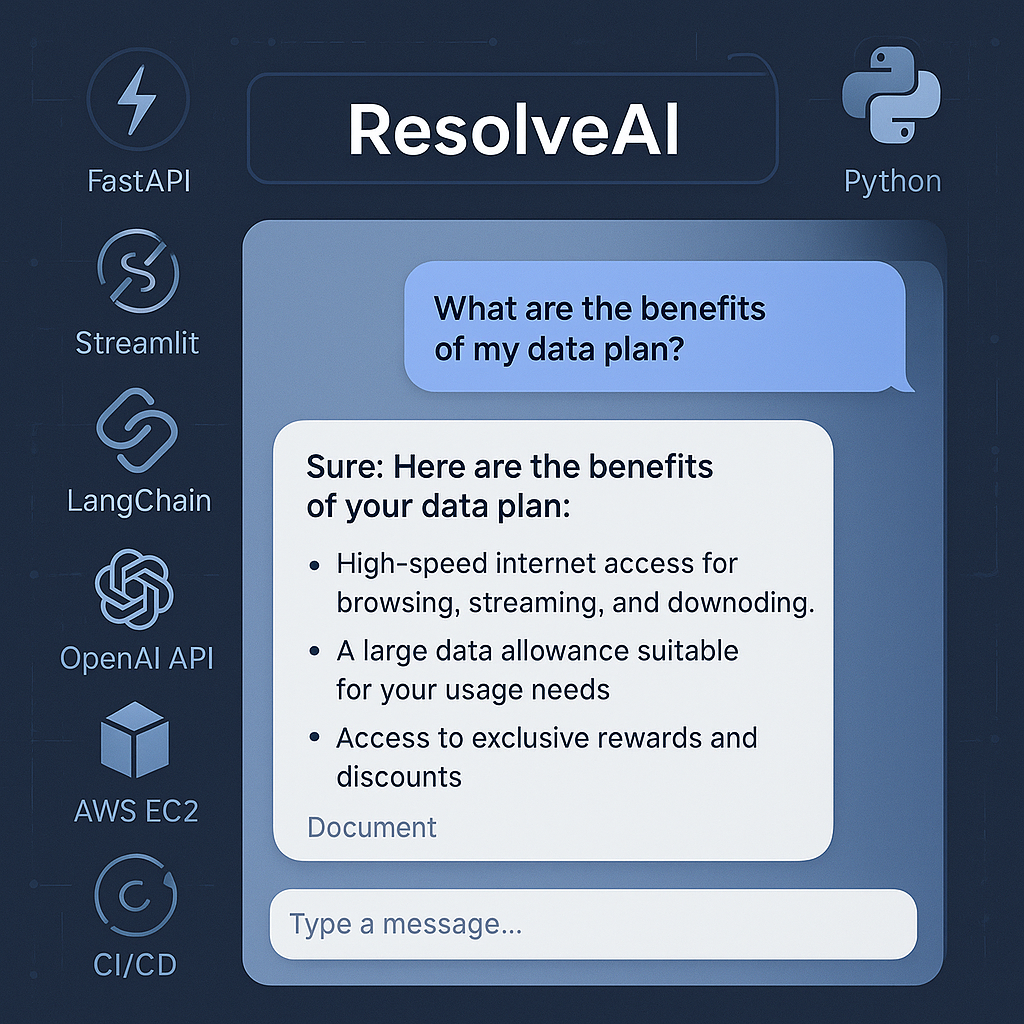 ResolveAI
FastAPI
Python
Streamlit
LangChain
OpenAI API
AWS EC2
CI/CD
What are the benefits
of my data plan?
Sure: Here are the benefits
of your data plan:
• High-speed internet access for
browsing, streaming, and downoding.
• A large data allowance suitable
for your usage needs
• Access to exclusive rewards and
discounts
Document
Type a message...